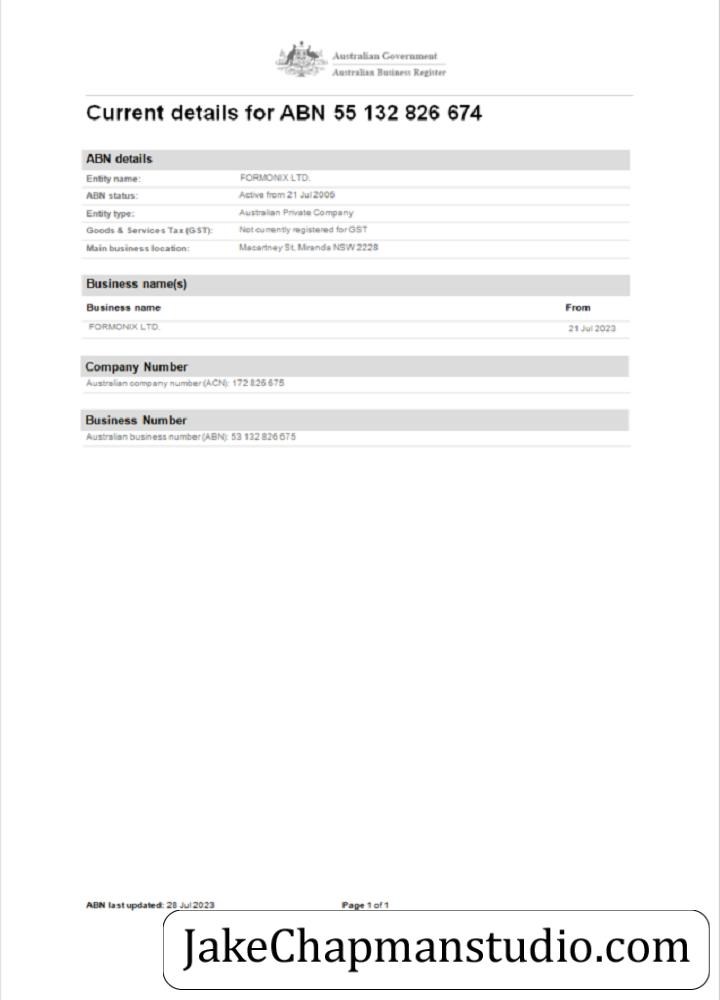 Australian Government
Australian Business Register
Current details for ABN 55 132 826 674
ABN details
Entity name: FORMONIX LTD.
ABN status: Active from 21 Jul 2005
Entity type: Australian Private Company
Goods & Services Tax (GST): Not currently registered for GST
Main business location: Macartney St, Miranda NSW 2228
Business name(s)
Business name From
FORMONIX LTD. 21 Jul 2023
Company Number
Australian company number (ACN): 172 826 675
Business Number
Australian business number (ABN): 53 132 826 675
ABN last updated: 28 Jul 2023 Page 1 of 1
JakeChapmanstudio.com